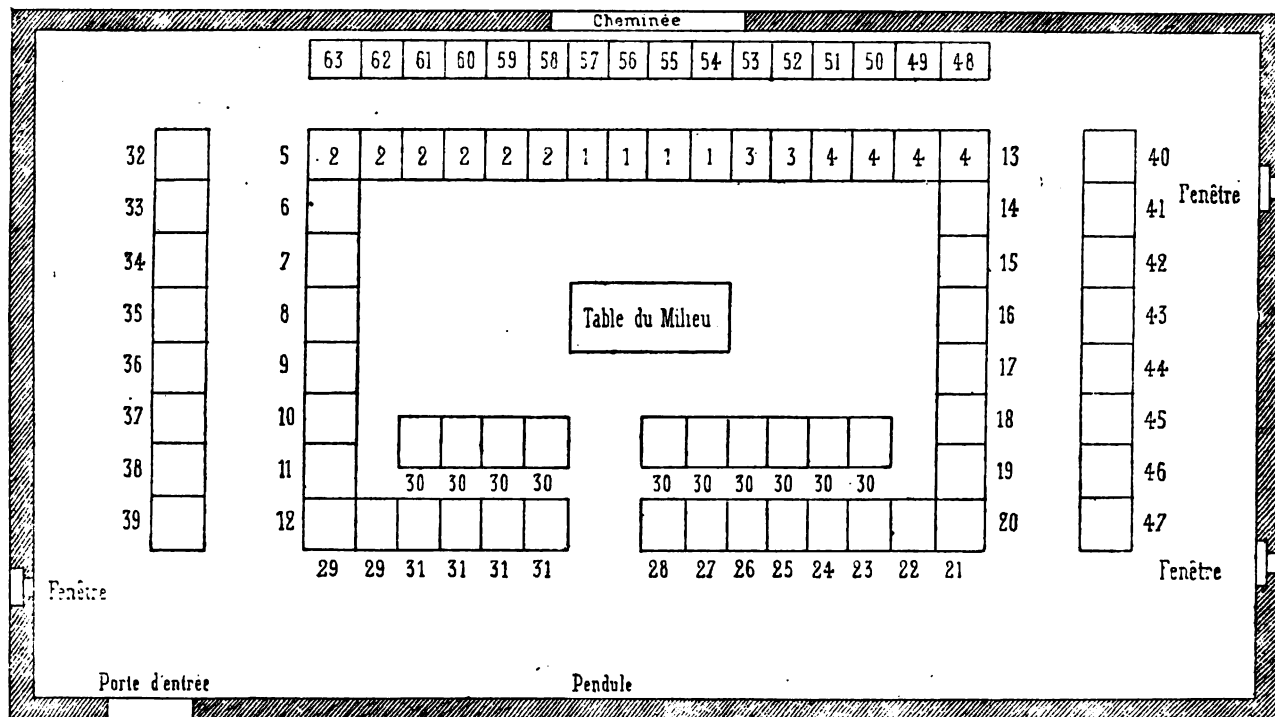 Cheminée
63 62 61 60 59 58 57 56 55 54 53 52 51 50 49 48
32 5 2 2 2 2 2 2 1 1 1 1 3 3 4 4 4 4 13 40
33 6 14 41 Fenêtre
34 7 15 42
35 8 Table du Milieu 16 43
36 9 17 44
37 10 18 45
38 11 19 46
30 30 30 30 30 30 30 30 30 30
39 12 20 47
29 29 31 31 31 31 28 27 26 25 24 23 22 21 Fenêtre
Fenêtre
Porte d'entrée Pendule